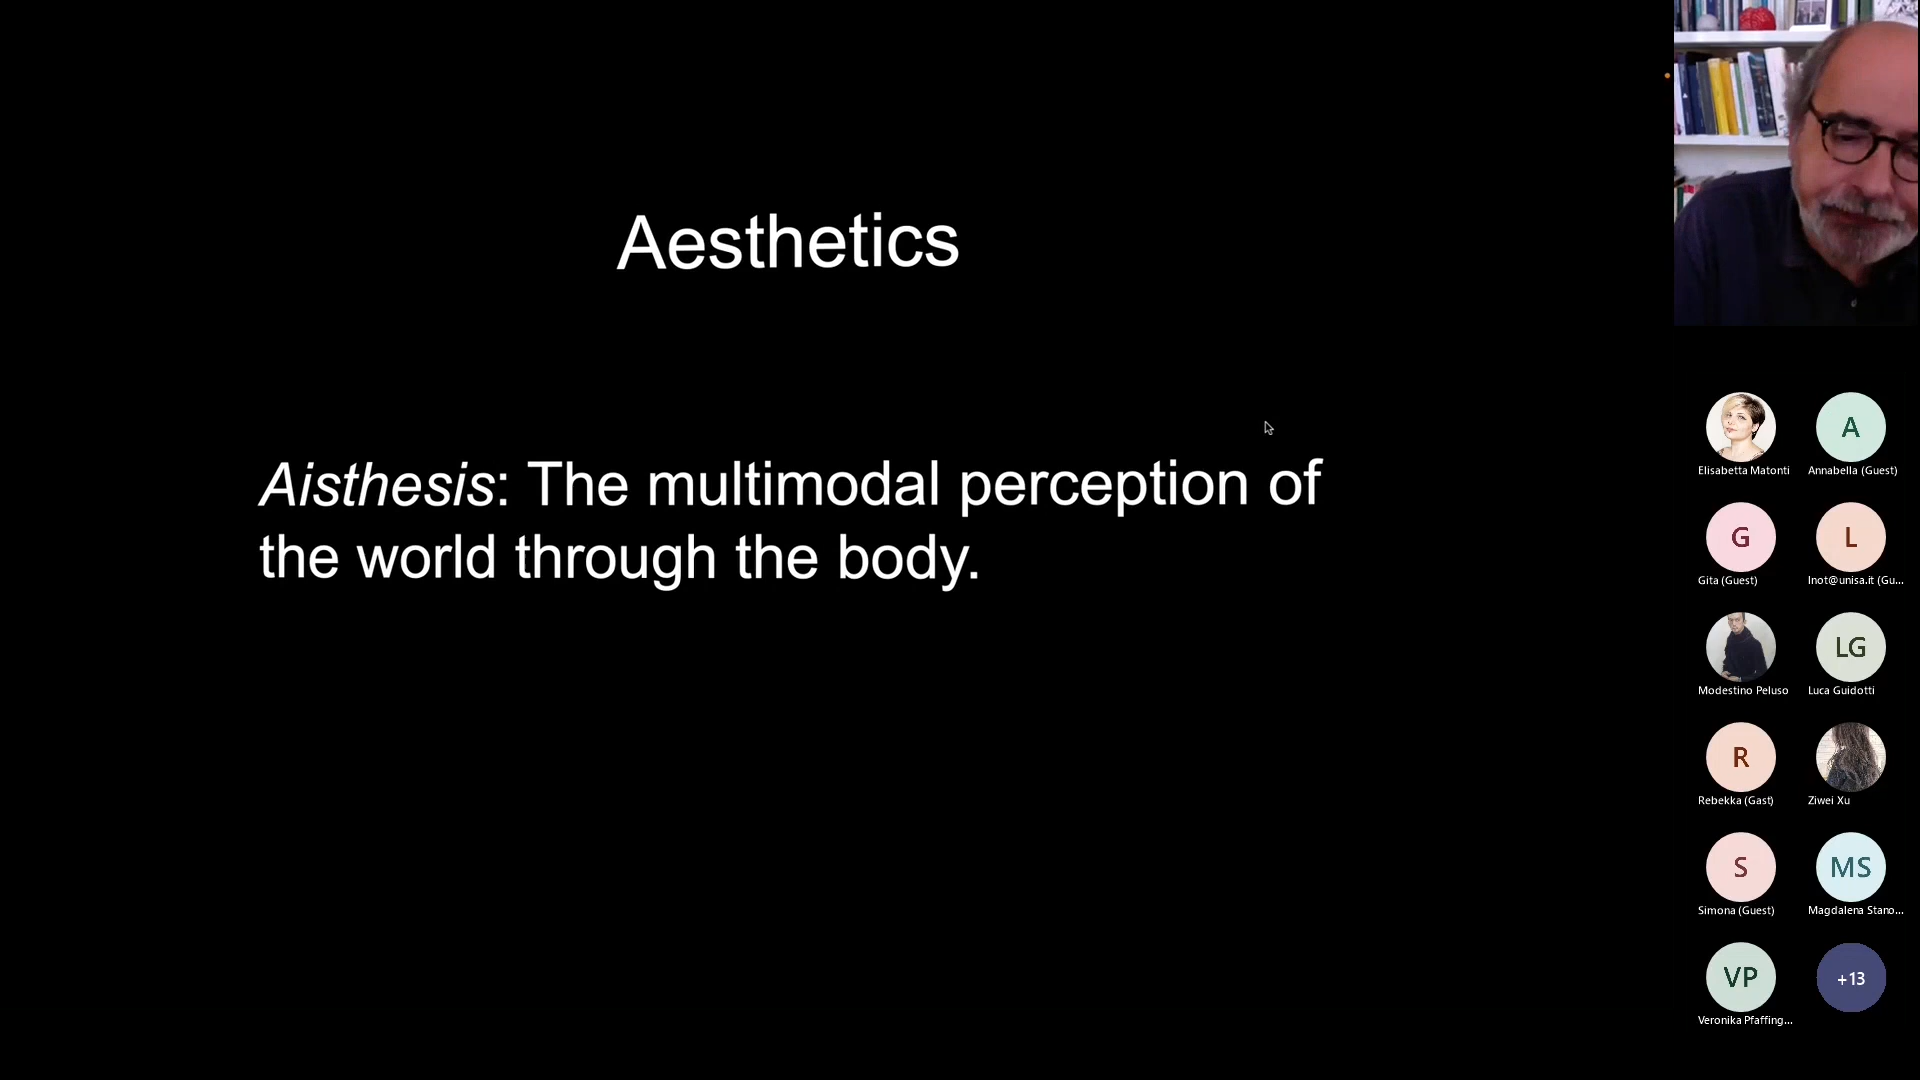 Aesthetics
Aisthesis: The multimodal perception of
the world through the body.
Elisabetta Matonti
A
Annabella (Guest)
G
Gita (Guest)
L
lnot@unisa.it (Gu...
Modestino Peluso
LG
Luca Guidotti
R
Rebekka (Gast)
Ziwei Xu
S
Simona (Guest)
MS
Magdalena Stano...
VP
Veronika Pfaffing...
+13